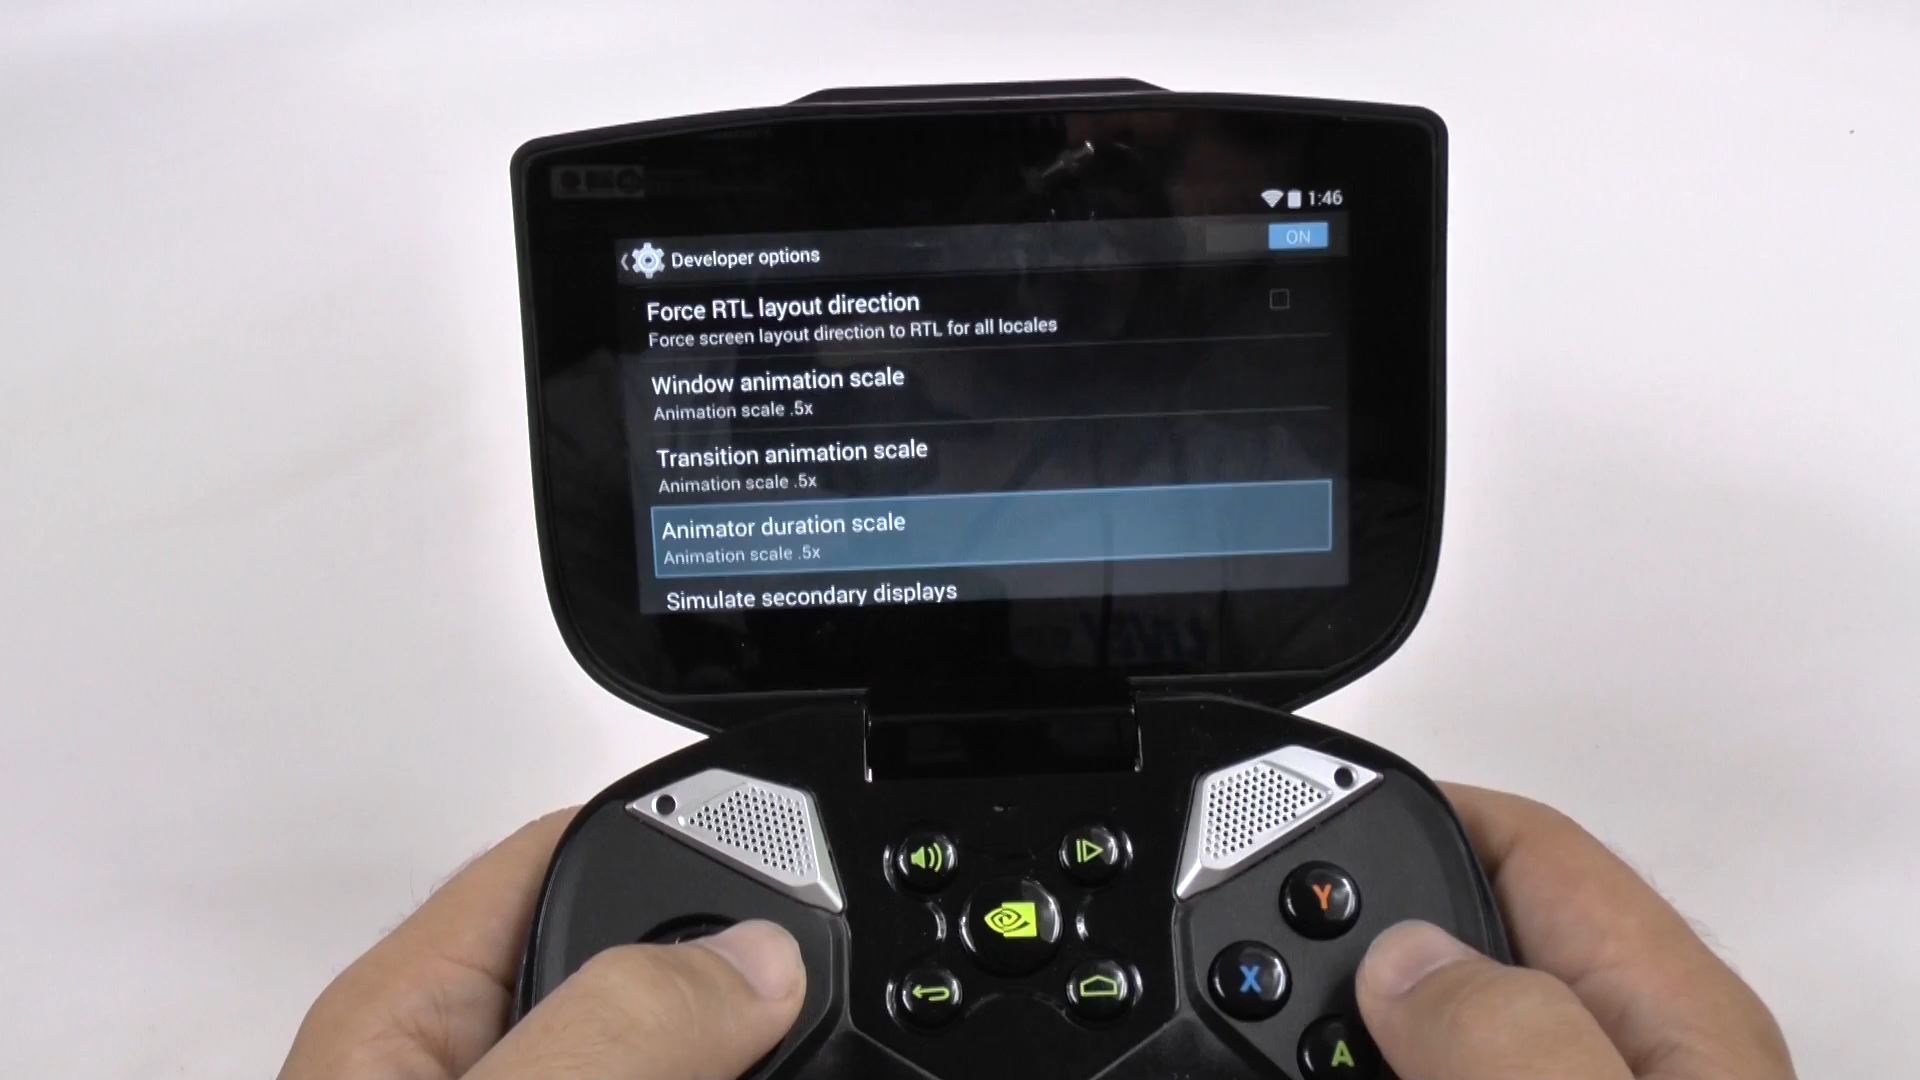 1:46
Developer options
ON
Force RTL layout direction
Force screen layout direction to RTL for all locales
Window animation scale
Animation scale .5x
Transition animation scale
Animation scale .5x
Animator duration scale
Animation scale .5x
Simulate secondary displays
Y
X
A